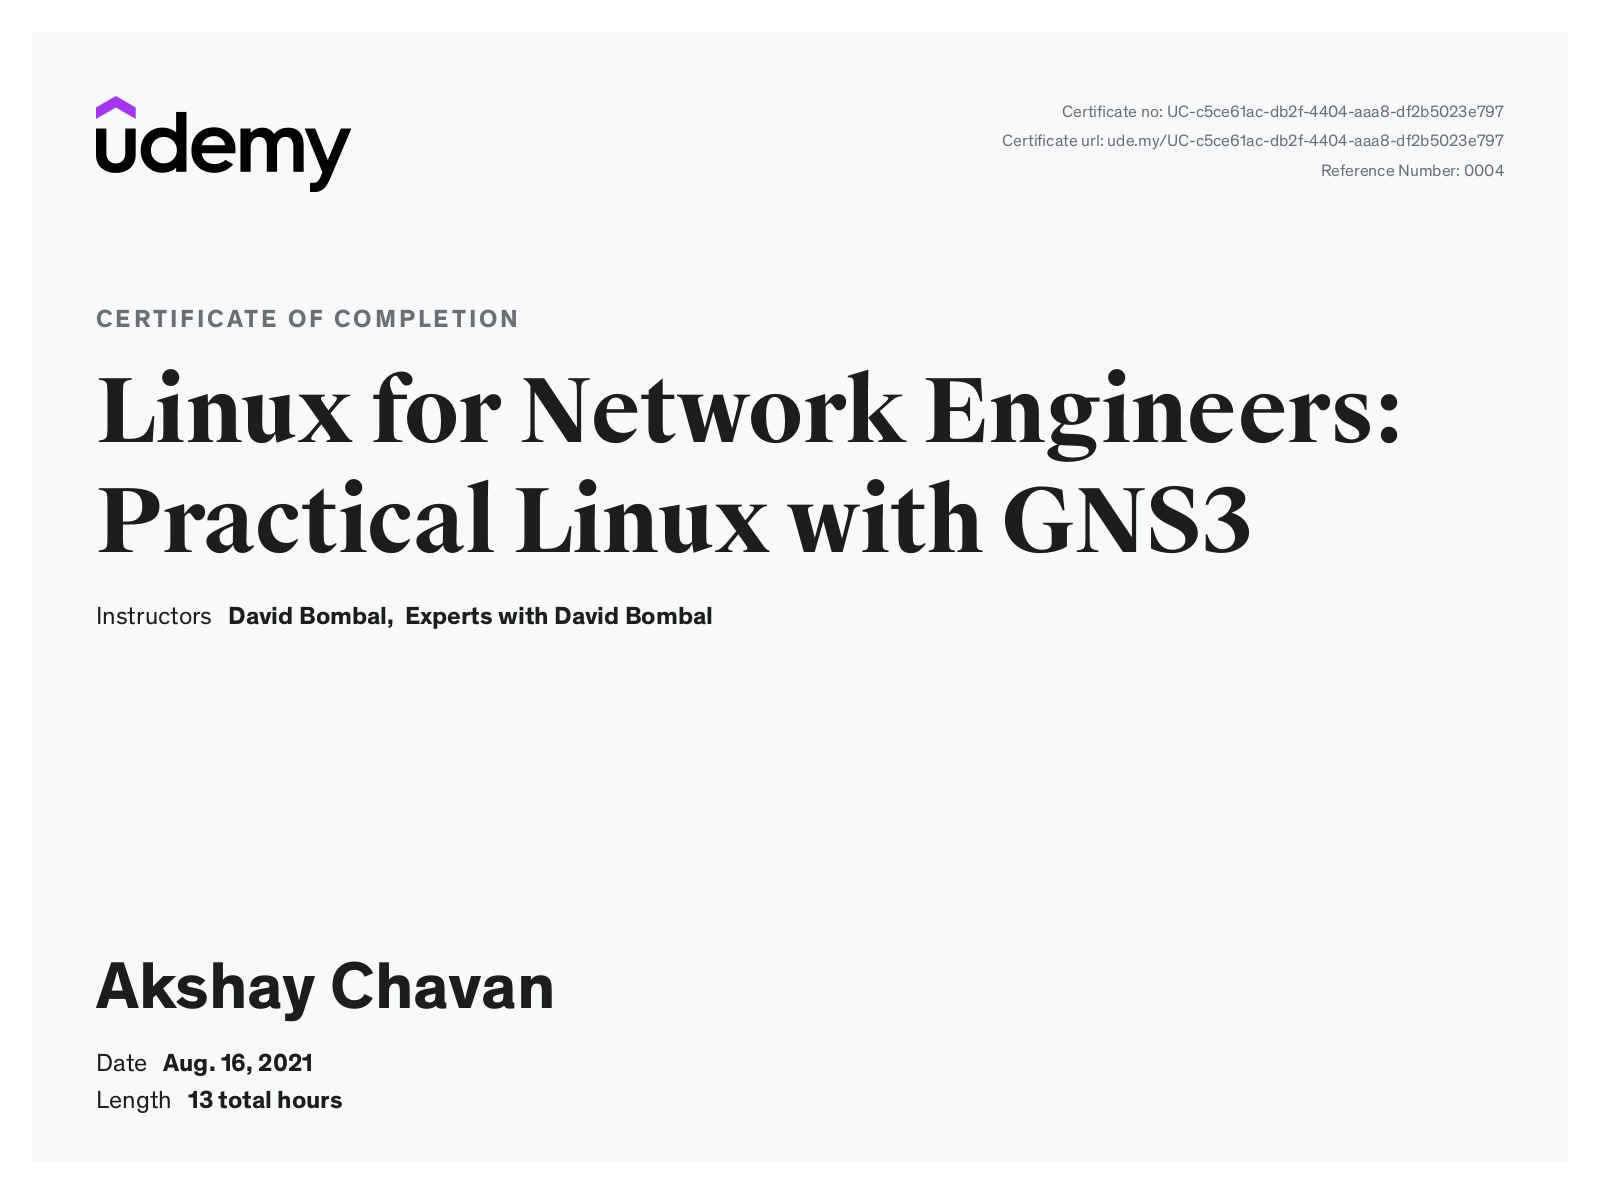 udemy
Certificate no: UC-c5ce61ac-db2f-4404-aaa8-df2b5023e797
Certificate url: ude.my/UC-c5ce61ac-db2f-4404-aaa8-df2b5023e797
Reference Number: 0004
CERTIFICATE OF COMPLETION
Linux for Network Engineers:
Practical Linux with GNS3
Instructors David Bombal, Experts with David Bombal
Akshay Chavan
Date Aug. 16, 2021
Length 13 total hours